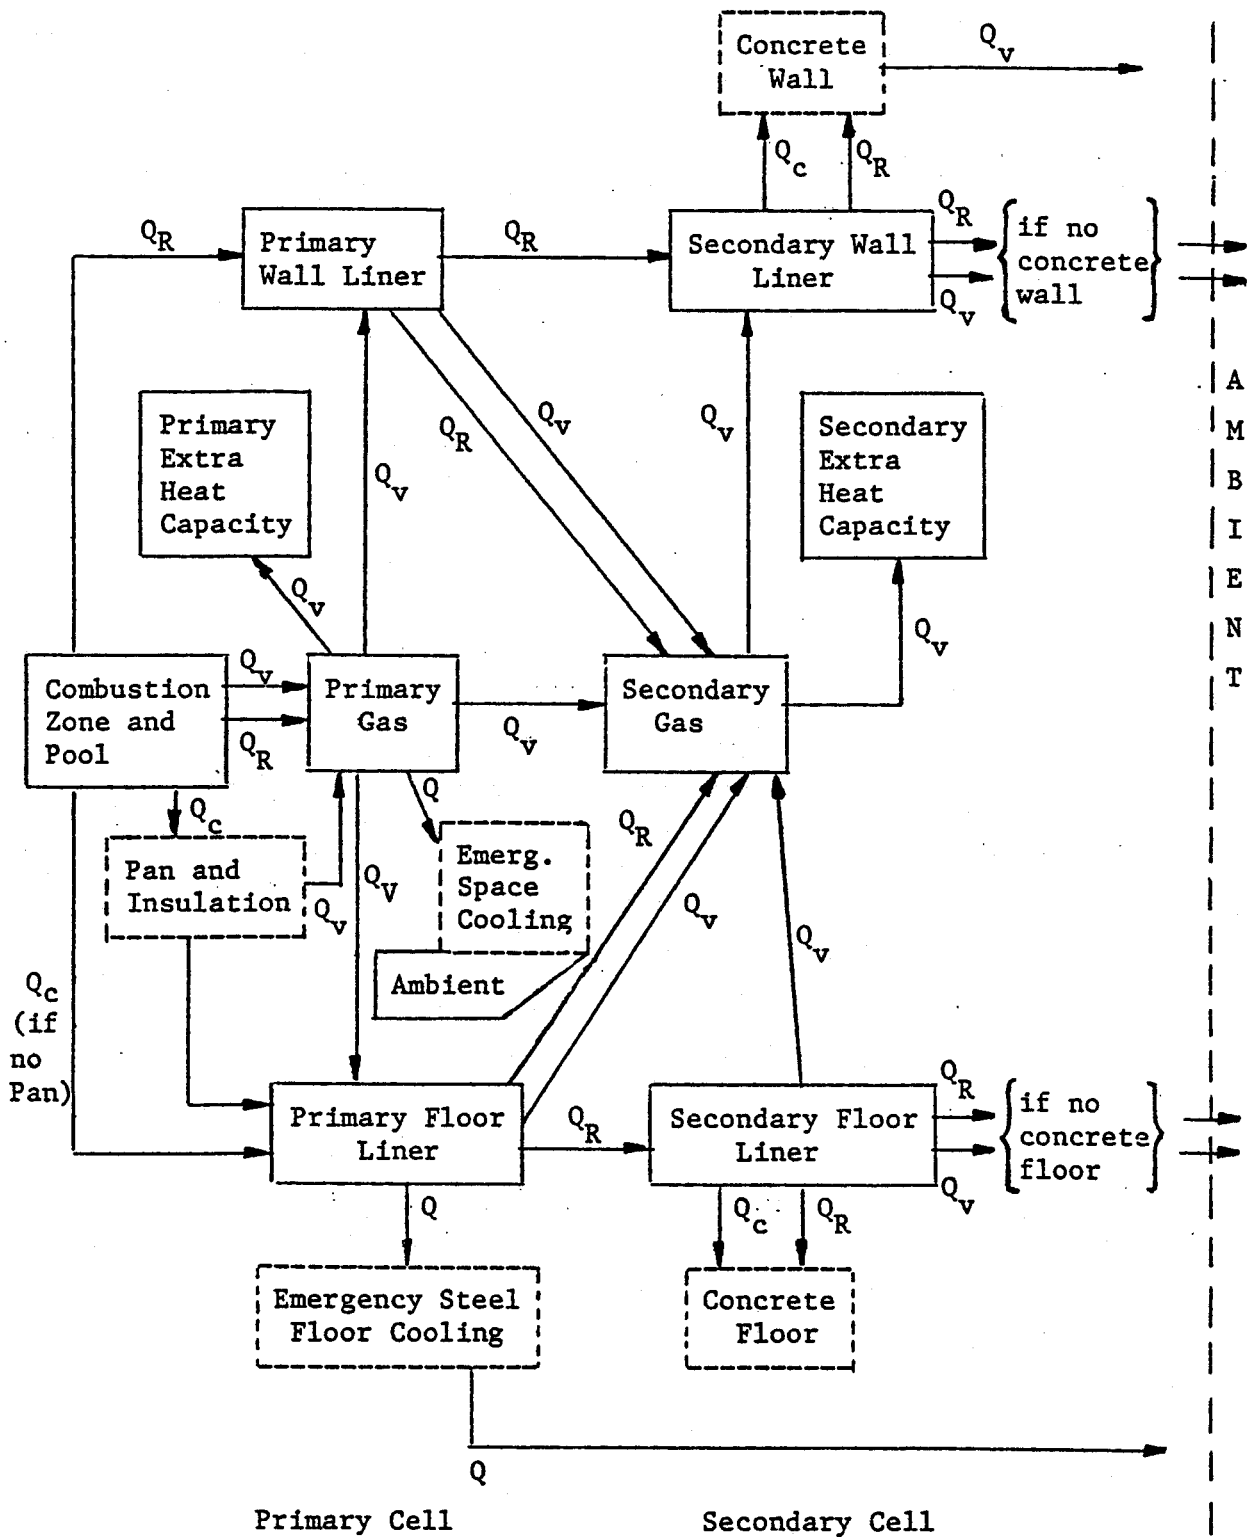 Concrete
Wall
Q_v
Q_c
Q_R
Q_R
Primary
Wall Liner
Q_R
Secondary Wall
Liner
Q_R
Q_v
if no
concrete
wall
AMBIENT
Primary
Extra
Heat
Capacity
Q_v
Q_R
Q_v
Q_v
Secondary
Extra
Heat
Capacity
Q_v
Q_v
Combustion
Zone and
Pool
Q_v
Q_R
Primary
Gas
Q_v
Secondary
Gas
Q_c
Pan and
Insulation
Q_v
Q_V
Q
Emerg.
Space
Cooling
Ambient
Q_R
Q_v
Q_v
Q_c
(if
no
Pan)
Primary Floor
Liner
Q_R
Secondary Floor
Liner
Q_R
Q_v
if no
concrete
floor
Q
Q_c
Q_R
Emergency Steel
Floor Cooling
Concrete
Floor
Q
Primary Cell
Secondary Cell